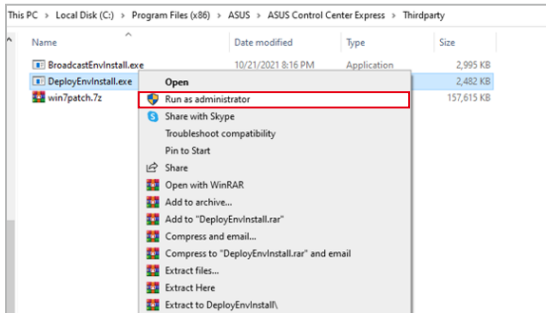 This PC > Local Disk (C:) > Program Files (x86) > ASUS > ASUS Control Center Express > Thirdparty
Name Date modified Type Size
BroadcastEnvInstall.exe 10/21/2021 8:16 PM Application 2,995 KB
DeployEnvInstall.exe 2,482 KB
win7patch.7z 157,615 KB
Open
Run as administrator
Share with Skype
Troubleshoot compatibility
Pin to Start
Share
Open with WinRAR
Add to archive...
Add to "DeployEnvInstall.rar"
Compress and email...
Compress to "DeployEnvInstall.rar" and email
Extract files...
Extract Here
Extract to DeployEnvInstall\